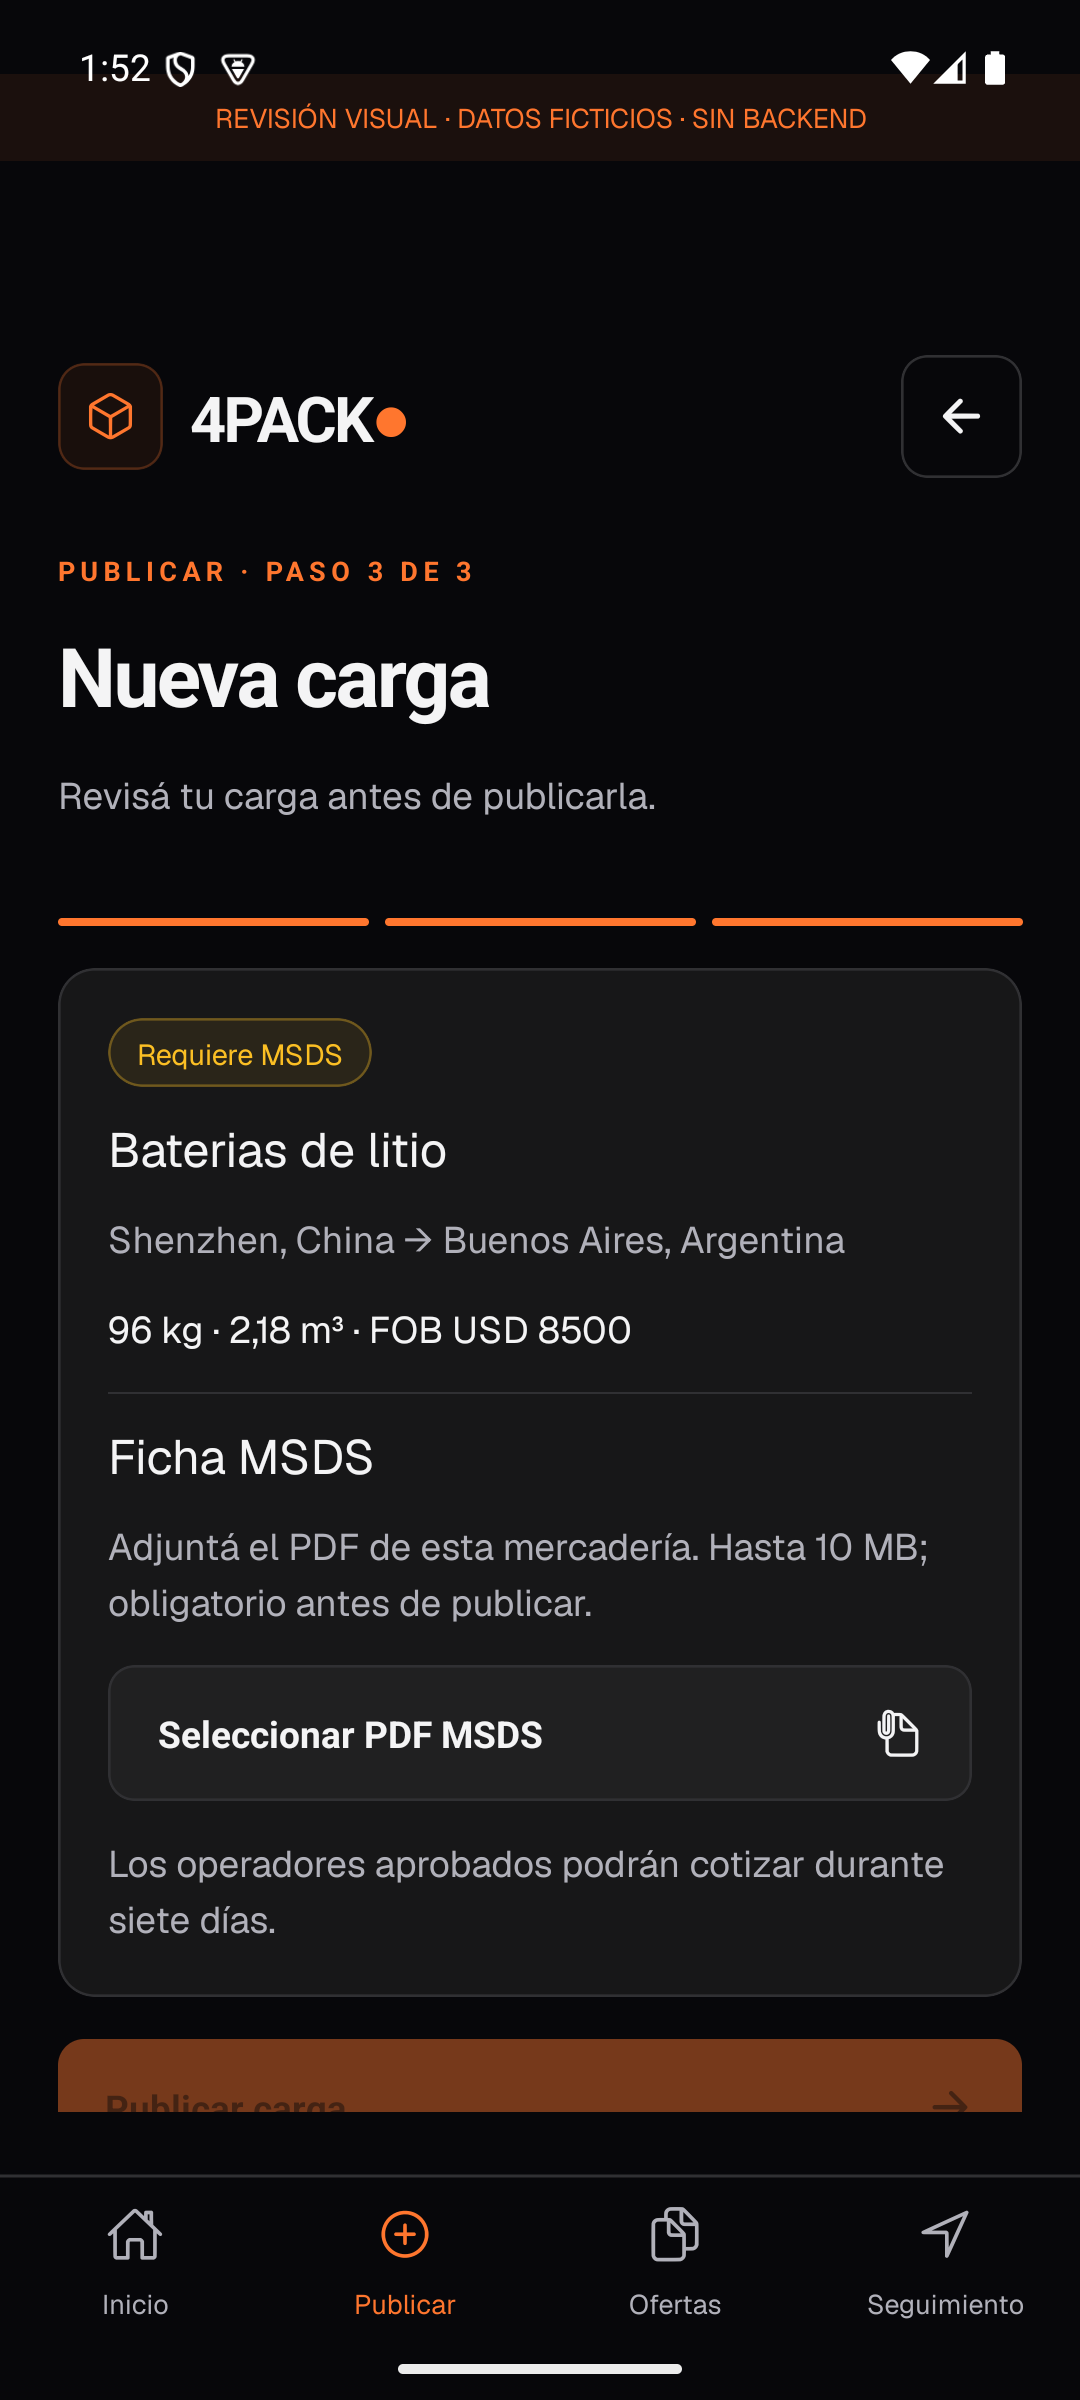 1:52
REVISIÓN VISUAL · DATOS FICTICIOS · SIN BACKEND
4PACK
PUBLICAR · PASO 3 DE 3
Nueva carga
Revisá tu carga antes de publicarla.
Requiere MSDS
Baterias de litio
Shenzhen, China → Buenos Aires, Argentina
96 kg · 2,18 m³ · FOB USD 8500
Ficha MSDS
Adjuntá el PDF de esta mercadería. Hasta 10 MB;
obligatorio antes de publicar.
Seleccionar PDF MSDS
Los operadores aprobados podrán cotizar durante
siete días.
Publicar carga
Inicio
Publicar
Ofertas
Seguimiento